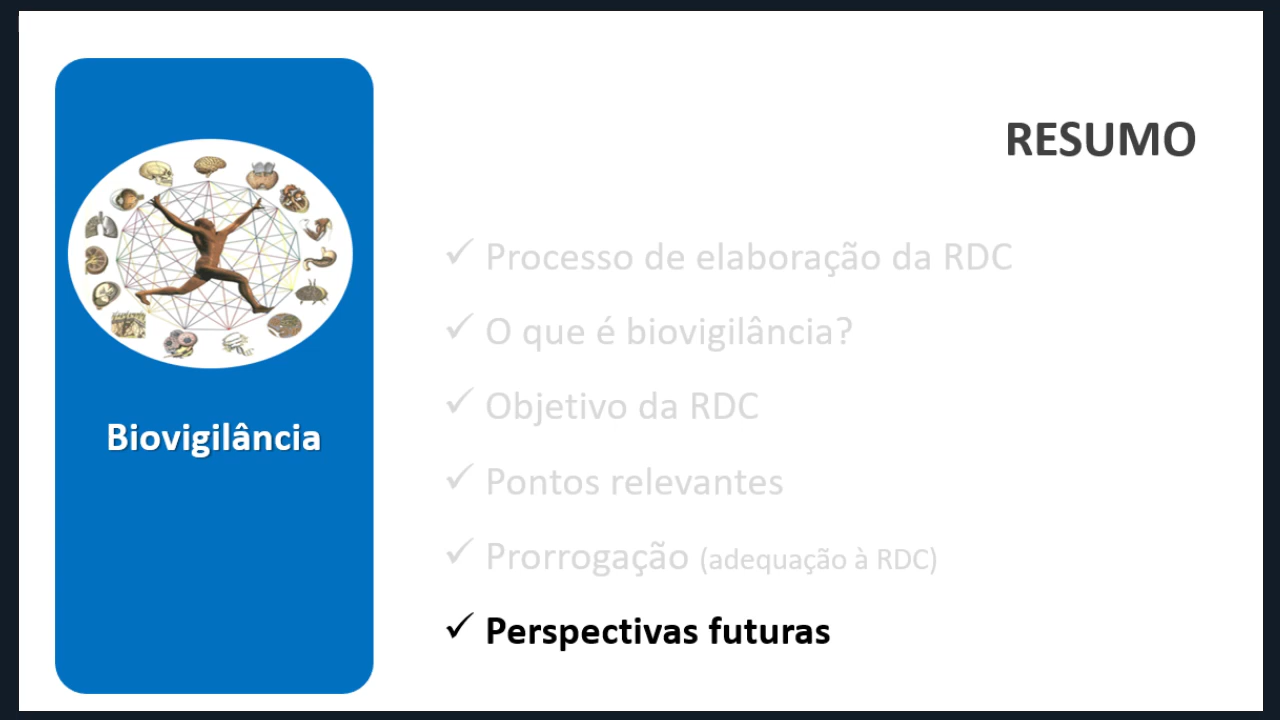 RESUMO
Biovigilância
✓ Processo de elaboração da RDC
✓ O que é biovigilância?
✓ Objetivo da RDC
✓ Pontos relevantes
✓ Prorrogação (adequação à RDC)
✓ Perspectivas futuras